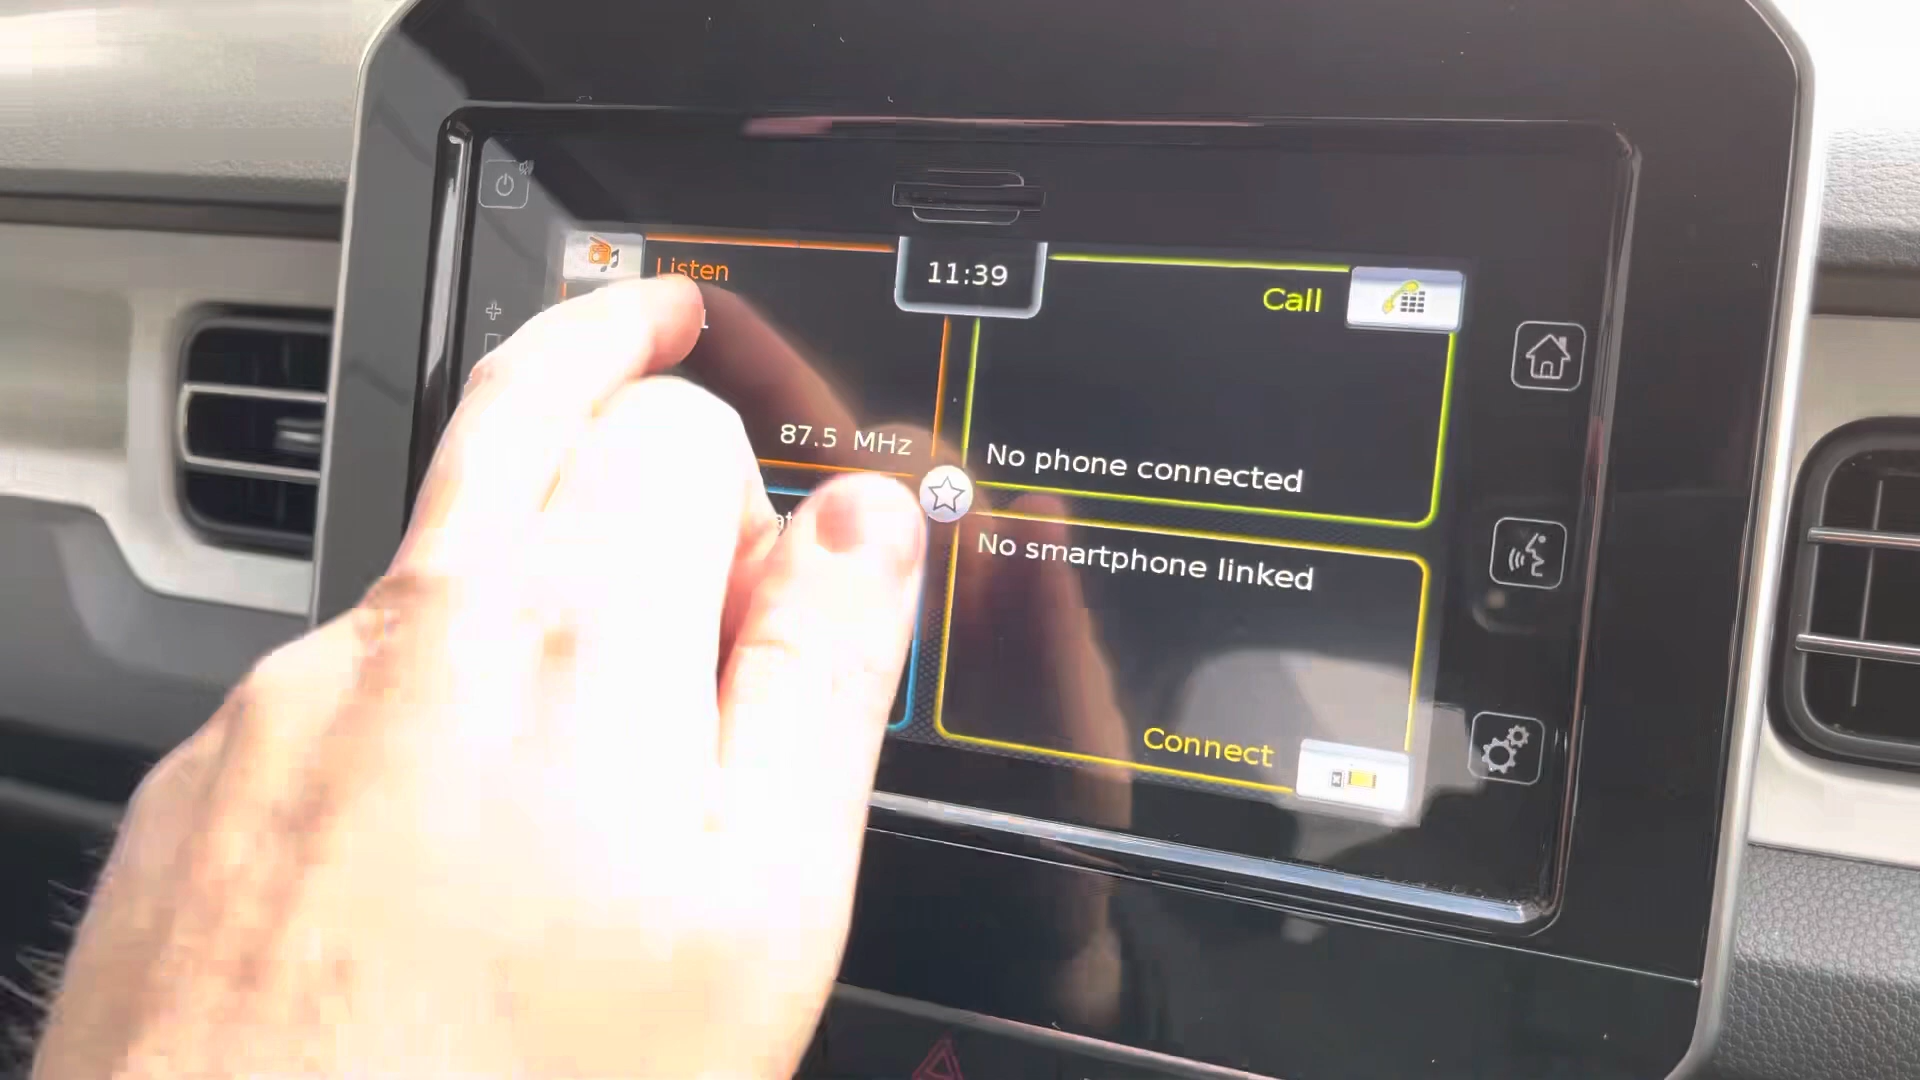 Listen
11:39
Call
87.5 MHz
No phone connected
No smartphone linked
Connect